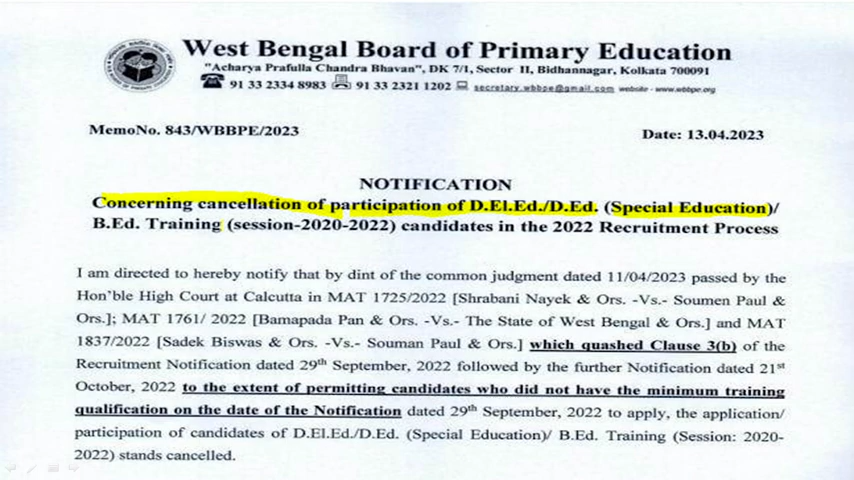 West Bengal Board of Primary Education
"Acharya Prafulla Chandra Bhavan", DK 7/1, Sector II, Bidhannagar, Kolkata 700091
91 33 2334 8983 91 33 2321 1202 secretary.wbbpe@gmail.com website - www.wbbpe.org
MemoNo. 843/WBBPE/2023 Date: 13.04.2023
NOTIFICATION
Concerning cancellation of participation of D.El.Ed./D.Ed. (Special Education)/
B.Ed. Training (session-2020-2022) candidates in the 2022 Recruitment Process
I am directed to hereby notify that by dint of the common judgment dated 11/04/2023 passed by the
Hon'ble High Court at Calcutta in MAT 1725/2022 [Shrabani Nayek & Ors. -Vs.- Soumen Paul &
Ors.]; MAT 1761/ 2022 [Bamapada Pan & Ors. -Vs.- The State of West Bengal & Ors.] and MAT
1837/2022 [Sadek Biswas & Ors. -Vs.- Souman Paul & Ors.] which quashed Clause 3(b) of the
Recruitment Notification dated 29th September, 2022 followed by the further Notification dated 21st
October, 2022 to the extent of permitting candidates who did not have the minimum training
qualification on the date of the Notification dated 29th September, 2022 to apply, the application/
participation of candidates of D.El.Ed./D.Ed. (Special Education)/ B.Ed. Training (Session: 2020-
2022) stands cancelled.